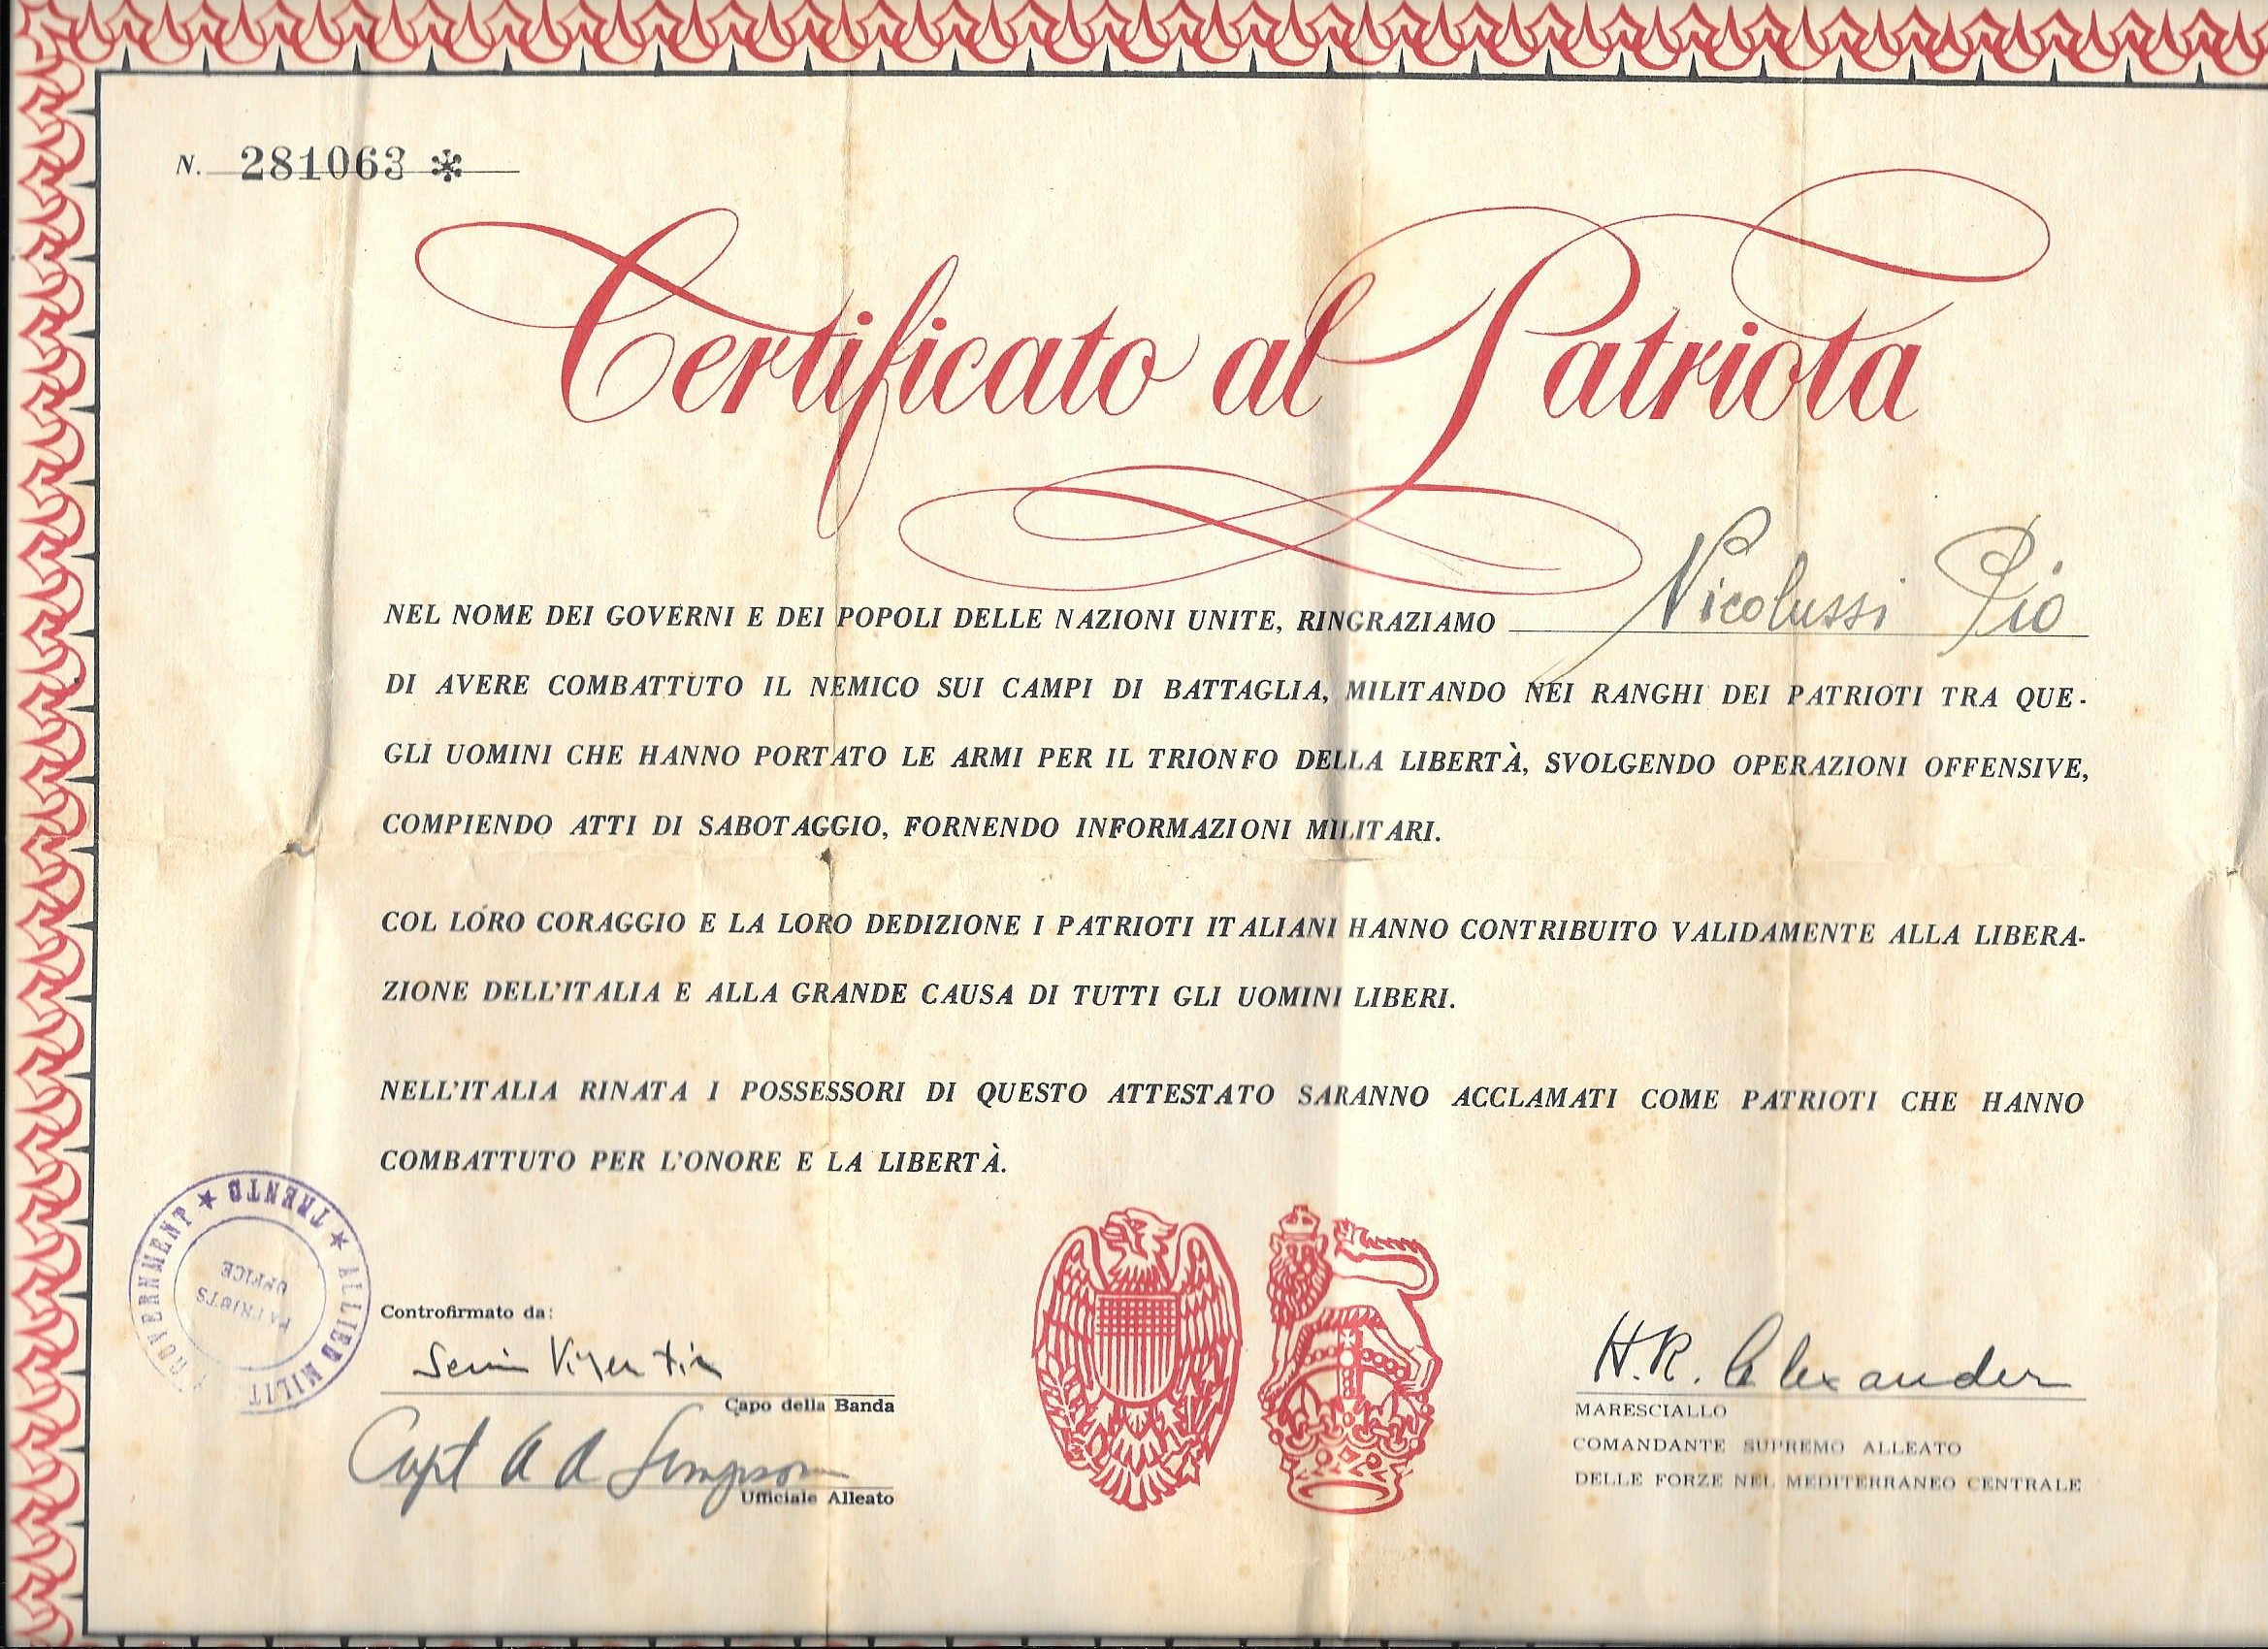 N. 281063 *
Certificato al Patriota
NEL NOME DEI GOVERNI E DEI POPOLI DELLE NAZIONI UNITE, RINGRAZIAMO Nicolussi Pio
DI AVERE COMBATTUTO IL NEMICO SUI CAMPI DI BATTAGLIA, MILITANDO NEI RANGHI DEI PATRIOTI TRA QUE-
GLI UOMINI CHE HANNO PORTATO LE ARMI PER IL TRIONFO DELLA LIBERTÀ, SVOLGENDO OPERAZIONI OFFENSIVE,
COMPIENDO ATTI DI SABOTAGGIO, FORNENDO INFORMAZIONI MILITARI.
COL LORO CORAGGIO E LA LORO DEDIZIONE I PATRIOTI ITALIANI HANNO CONTRIBUITO VALIDAMENTE ALLA LIBERA-
ZIONE DELL'ITALIA E ALLA GRANDE CAUSA DI TUTTI GLI UOMINI LIBERI.
NELL'ITALIA RINATA I POSSESSORI DI QUESTO ATTESTATO SARANNO ACCLAMATI COME PATRIOTI CHE HANNO
COMBATTUTO PER L'ONORE E LA LIBERTÀ.
★ TRENTO ★ ALLIED MILIT GOVERNMENT
PATRIOTS
OFFICE
Controfirmato da:
Capo della Banda
Capt A A Simpson
Ufficiale Alleato
H.R. Alexander
MARESCIALLO
COMANDANTE SUPREMO ALLEATO
DELLE FORZE NEL MEDITERRANEO CENTRALE